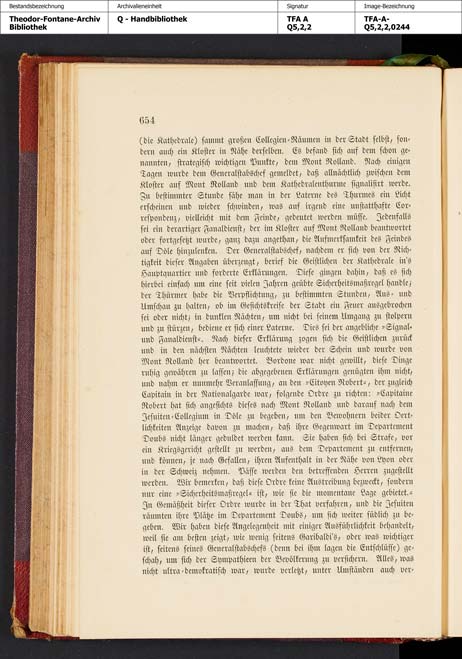 Bestandsbezeichnung
Theodor-Fontane-Archiv
Bibliothek
Archivalieneinheit
Q - Handbibliothek
Signatur
TFA A
Q5,2,2
Image-Bezeichnung
TFA-A-
Q5,2,2,0244
654
(die Kathedrale) sammt großen Collegien-Räumen in der Stadt selbst, son-
dern auch ein Kloster in Nähe derselben. Es befand sich auf dem schon ge-
nannten, strategisch wichtigen Punkte, dem Mont Rolland. Nach einigen
Tagen wurde dem Generalstabschef gemeldet, daß allnächtlich zwischen dem
Kloster auf Mont Rolland und dem Kathedralenthurme signalisirt werde.
Zu bestimmter Stunde sähe man in der Laterne des Thurmes ein Licht
erscheinen und wieder schwinden, was auf irgend eine unstatthafte Cor-
respondenz, vielleicht mit dem Feinde, gedeutet werden müsse. Jedenfalls
sei ein derartiger Fanaldienst, der im Kloster auf Mont Rolland beantwortet
oder fortgesetzt wurde, ganz dazu angethan, die Aufmerksamkeit des Feindes
auf Dôle hinzulenken. Der Generalstabschef, nachdem er sich von der Rich-
tigkeit dieser Angaben überzeugt, berief die Geistlichen der Kathedrale in's
Hauptquartier und forderte Erklärungen. Diese gingen dahin, daß es sich
hierbei einfach um eine seit vielen Jahren geübte Sicherheitsmaßregel handle;
der Thürmer habe die Verpflichtung, zu bestimmten Stunden, Aus- und
Umschau zu halten, ob im Gesichtskreise der Stadt ein Feuer ausgebrochen
sei oder nicht; in dunklen Nächten, um nicht bei seinem Umgang zu stolpern
und zu stürzen, bediene er sich einer Laterne. Dies sei der angebliche »Signal-
und Fanaldienst«. Nach dieser Erklärung zogen sich die Geistlichen zurück
und in den nächsten Nächten leuchtete wieder der Schein und wurde von
Mont Rolland her beantwortet. Bordone war nicht gewillt, diese Dinge
ruhig gewähren zu lassen; die abgegebenen Erklärungen genügten ihm nicht,
und nahm er nunmehr Veranlassung, an den »Citoyen Robert«, der zugleich
Capitain in der Nationalgarde war, folgende Ordre zu richten: »Capitaine
Robert hat sich angesichts dieses nach Mont Rolland und darauf nach dem
Jesuiten-Collegium in Dôle zu begeben, um den Bewohnern beider Oert-
lichkeiten Anzeige davon zu machen, daß ihre Gegenwart im Departement
Doubs nicht länger geduldet werden kann. Sie haben sich bei Strafe, vor
ein Kriegsgericht gestellt zu werden, aus dem Departement zu entfernen,
und können, je nach Gefallen, ihren Aufenthalt in der Nähe von Lyon oder
in der Schweiz nehmen. Pässe werden den betreffenden Herren zugestellt
werden. Wir bemerken, daß diese Ordre keine Austreibung bezweckt, sondern
nur eine »Sicherheitsmaßregel« ist, wie sie die momentane Lage gebietet.«
In Gemäßheit dieser Ordre wurde in der That verfahren, und die Jesuiten
räumten ihre Plätze im Departement Doubs, um sich weiter südlich zu be-
geben. Wir haben diese Angelegenheit mit einiger Ausführlichkeit behandelt,
weil sie am besten zeigt, wie wenig seitens Garibaldi's, oder was wichtiger
ist, seitens seines Generalstabschefs (denn bei ihm lagen die Entschlüsse) ge-
schah, um sich der Sympathieen der Bevölkerung zu versichern. Alles, was
nicht ultra-demokratisch war, wurde verletzt, unter Umständen auch ver-